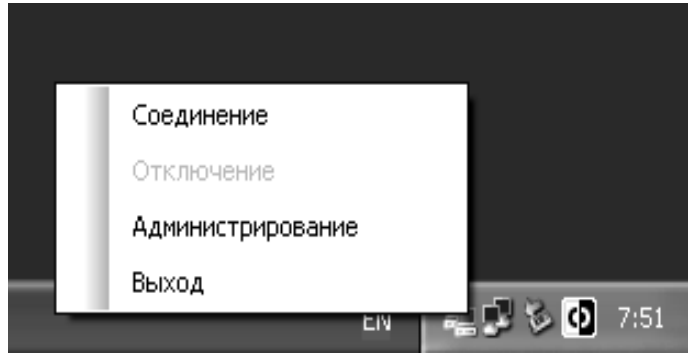 Соединение
Отключение
Администрирование
Выход
EN 7:51